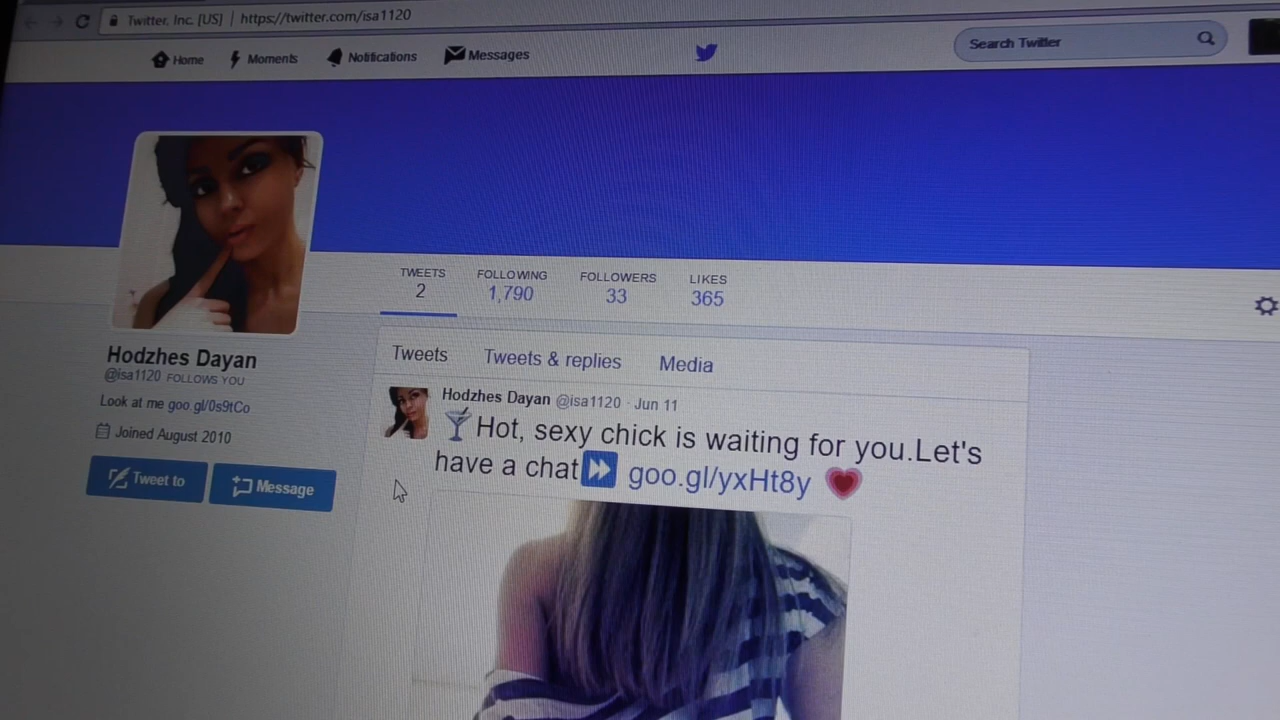 Twitter, Inc. [US] | https://twitter.com/isa1120
Home Moments Notifications Messages Search Twitter
TWEETS FOLLOWING FOLLOWERS LIKES
2 1,790 33 365
Hodzhes Dayan
@isa1120 FOLLOWS YOU
Look at me goo.gl/0s9tCo
Joined August 2010
Tweet to Message
Tweets Tweets & replies Media
Hodzhes Dayan @isa1120 · Jun 11
Hot, sexy chick is waiting for you.Let's
have a chat goo.gl/yxHt8y